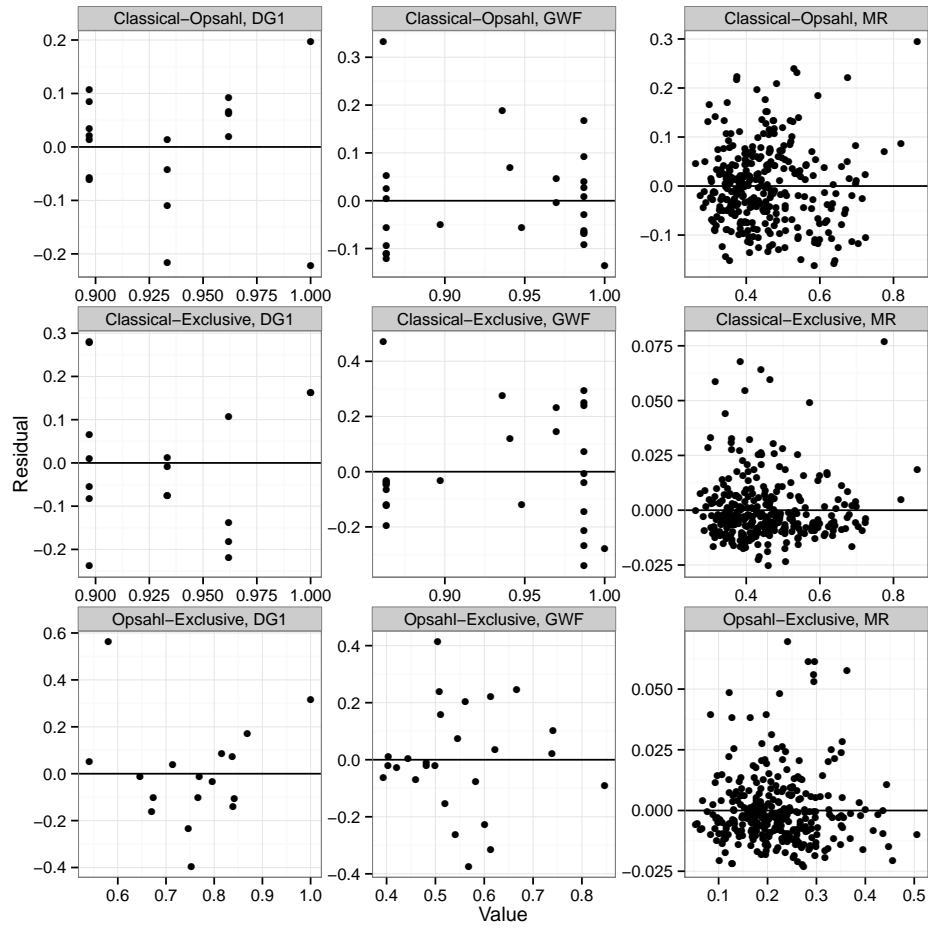 Classical−Opsahl, DG1
Classical−Opsahl, GWF
Classical−Opsahl, MR
0.2
0.1
0.0
−0.1
−0.2
0.900 0.925 0.950 0.975 1.000
0.3
0.2
0.1
0.0
−0.1
0.90 0.95 1.00
0.3
0.2
0.1
0.0
−0.1
0.4 0.6 0.8
Classical−Exclusive, DG1
Classical−Exclusive, GWF
Classical−Exclusive, MR
0.3
0.2
0.1
0.0
−0.1
−0.2
0.900 0.925 0.950 0.975 1.000
0.4
0.2
0.0
−0.2
0.90 0.95 1.00
0.075
0.050
0.025
0.000
−0.025
0.4 0.6 0.8
Opsahl−Exclusive, DG1
Opsahl−Exclusive, GWF
Opsahl−Exclusive, MR
0.6
0.4
0.2
0.0
−0.2
−0.4
0.6 0.7 0.8 0.9 1.0
0.4
0.2
0.0
−0.2
−0.4
0.4 0.5 0.6 0.7 0.8
0.050
0.025
0.000
−0.025
0.1 0.2 0.3 0.4 0.5
Residual
Value